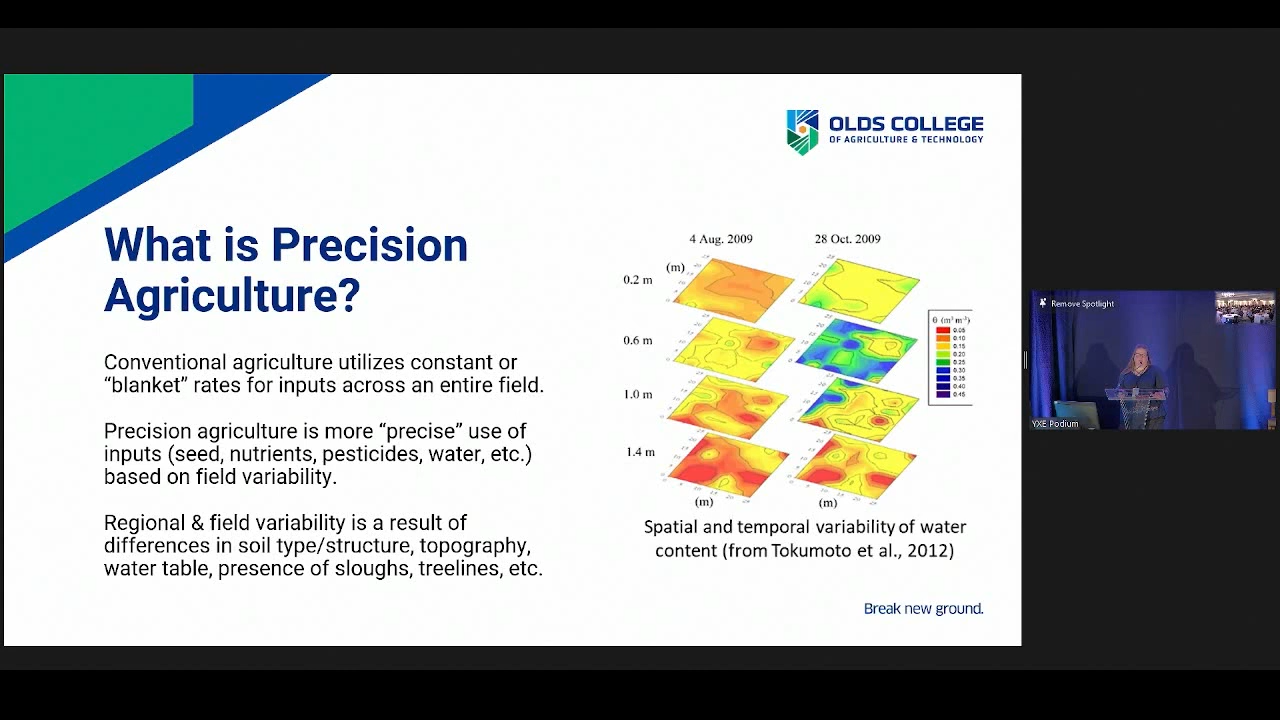 OLDS COLLEGE
OF AGRICULTURE & TECHNOLOGY
What is Precision
Agriculture?
Conventional agriculture utilizes constant or
“blanket” rates for inputs across an entire field.
Precision agriculture is more “precise” use of
inputs (seed, nutrients, pesticides, water, etc.)
based on field variability.
Regional & field variability is a result of
differences in soil type/structure, topography,
water table, presence of sloughs, treelines, etc.
4 Aug. 2009
28 Oct. 2009
(m)
0.2 m
0.6 m
1.0 m
1.4 m
(m)
(m)
θ (m³ m⁻³)
0.05
0.10
0.15
0.20
0.25
0.30
0.35
0.40
0.45
Spatial and temporal variability of water
content (from Tokumoto et al., 2012)
Break new ground.
Remove Spotlight
YXE Podium